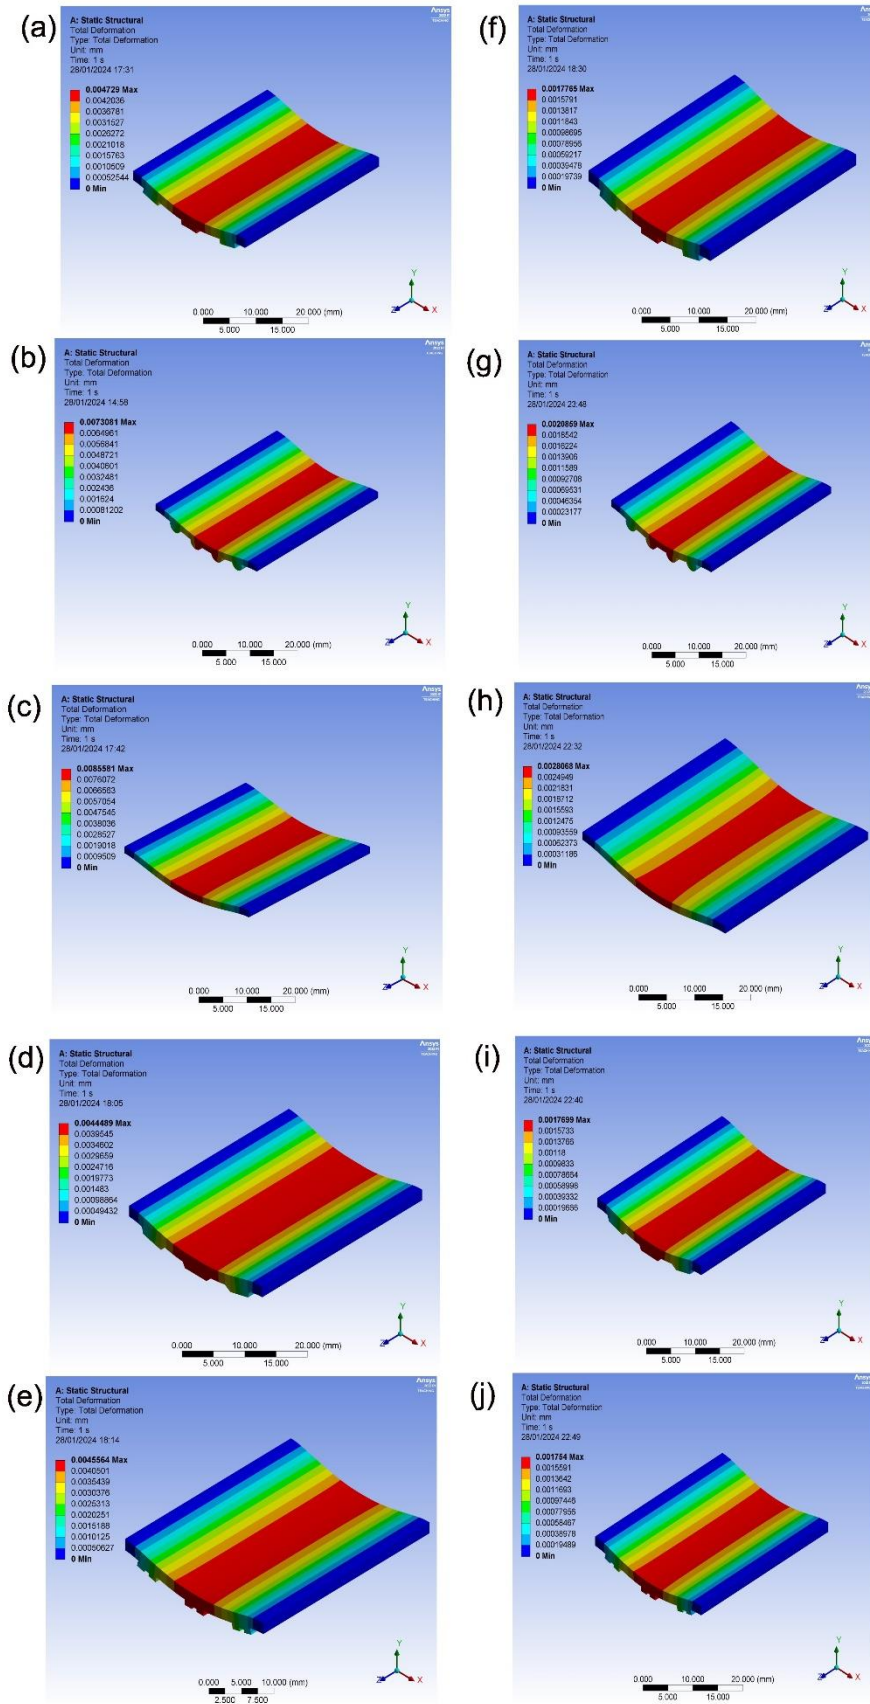 (a)
A: Static Structural
Total Deformation
Type: Total Deformation
Unit: mm
Time: 1 s
28/01/2024 17:31
Ansys
0.004729 Max
0.0042036
0.0036781
0.0031527
0.0026272
0.0021018
0.0015763
0.0010509
0.00052544
0 Min
Y
Z X
0.000 10.000 20.000 (mm)
5.000 15.000
(b)
A: Static Structural
Total Deformation
Type: Total Deformation
Unit: mm
Time: 1 s
28/01/2024 14:58
Ansys
0.0073081 Max
0.0064961
0.0056841
0.0048721
0.0040601
0.0032481
0.002436
0.001624
0.00081202
0 Min
Y
Z X
0.000 10.000 20.000 (mm)
5.000 15.000
(c)
A: Static Structural
Total Deformation
Type: Total Deformation
Unit: mm
Time: 1 s
28/01/2024 17:42
Ansys
0.0085581 Max
0.0076072
0.0066563
0.0057054
0.0047545
0.0038036
0.0028527
0.0019018
0.0009509
0 Min
Y
Z X
0.000 10.000 20.000 (mm)
5.000 15.000
(d)
A: Static Structural
Total Deformation
Type: Total Deformation
Unit: mm
Time: 1 s
28/01/2024 18:05
Ansys
0.0044489 Max
0.0039545
0.0034602
0.0029659
0.0024716
0.0019773
0.001483
0.00098864
0.00049432
0 Min
Y
Z X
0.000 10.000 20.000 (mm)
5.000 15.000
(e)
A: Static Structural
Total Deformation
Type: Total Deformation
Unit: mm
Time: 1 s
28/01/2024 18:14
Ansys
0.0045564 Max
0.0040501
0.0035439
0.0030376
0.0025313
0.0020251
0.0015188
0.0010125
0.00050627
0 Min
Y
Z X
0.000 5.000 10.000 (mm)
2.500 7.500
(f)
A: Static Structural
Total Deformation
Type: Total Deformation
Unit: mm
Time: 1 s
28/01/2024 18:30
Ansys
0.0017765 Max
0.0015791
0.0013817
0.0011843
0.00098695
0.00078956
0.00059217
0.00039478
0.00019739
0 Min
Y
Z X
0.000 10.000 20.000 (mm)
5.000 15.000
(g)
A: Static Structural
Total Deformation
Type: Total Deformation
Unit: mm
Time: 1 s
28/01/2024 23:48
Ansys
0.0020859 Max
0.0018542
0.0016224
0.0013906
0.0011589
0.00092708
0.00069531
0.00046354
0.00023177
0 Min
Y
Z X
0.000 10.000 20.000 (mm)
5.000 15.000
(h)
A: Static Structural
Total Deformation
Type: Total Deformation
Unit: mm
Time: 1 s
28/01/2024 22:32
Ansys
0.0028068 Max
0.0024949
0.0021831
0.0018712
0.0015593
0.0012475
0.00093559
0.00062373
0.00031186
0 Min
Y
Z X
0.000 10.000 20.000 (mm)
5.000 15.000
(i)
A: Static Structural
Total Deformation
Type: Total Deformation
Unit: mm
Time: 1 s
28/01/2024 22:40
Ansys
0.0017699 Max
0.0015733
0.0013766
0.00118
0.0009833
0.00078664
0.00058998
0.00039332
0.00019666
0 Min
Y
Z X
0.000 10.000 20.000 (mm)
5.000 15.000
(j)
A: Static Structural
Total Deformation
Type: Total Deformation
Unit: mm
Time: 1 s
28/01/2024 22:49
Ansys
0.001754 Max
0.0015591
0.0013642
0.0011693
0.00097446
0.00077956
0.00058467
0.00038978
0.00019489
0 Min
Y
Z X
0.000 10.000 20.000 (mm)
5.000 15.000